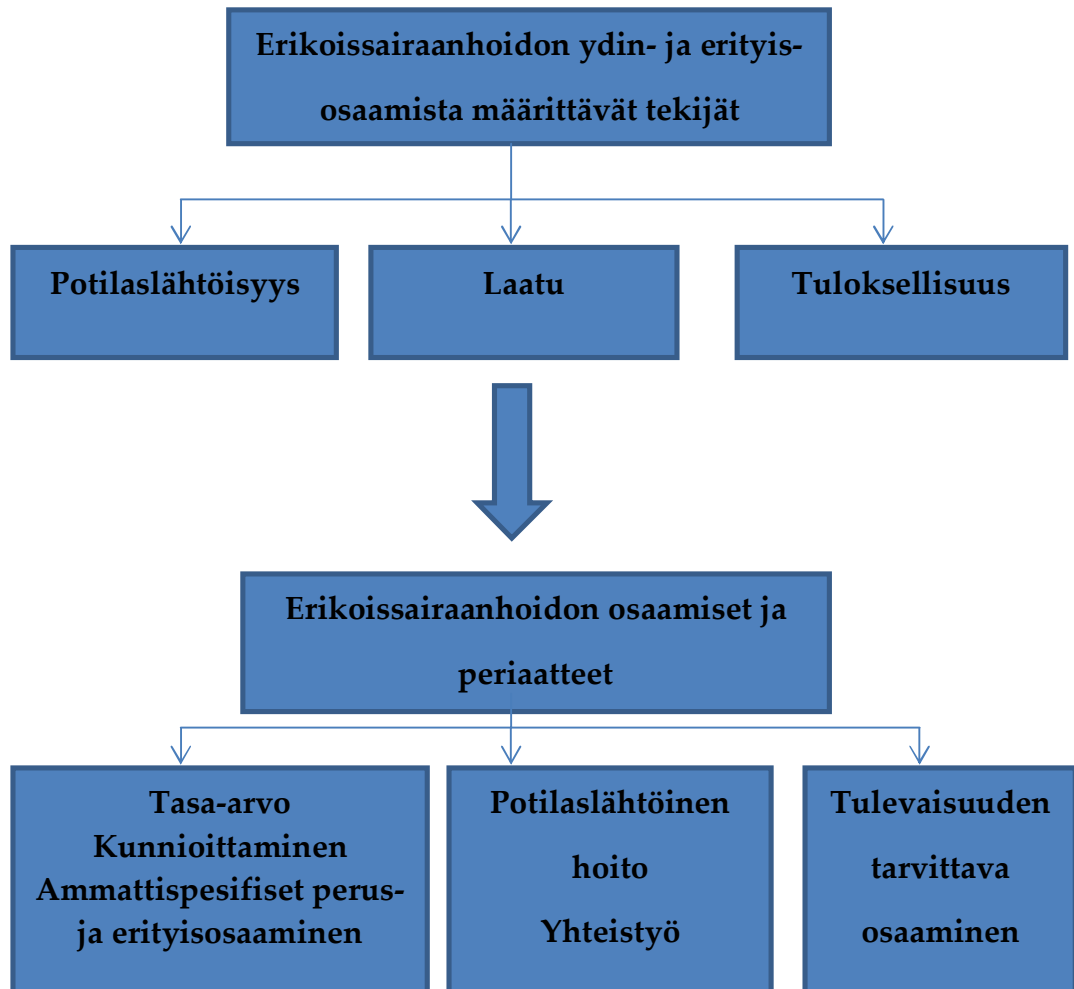 Erikoissairaanhoidon ydin- ja erityis-
osaamista määrittävät tekijät
Potilaslähtöisyys
Laatu
Tuloksellisuus
Erikoissairaanhoidon osaamiset ja
periaatteet
Tasa-arvo
Kunnioittaminen
Ammattispesifiset perus-
ja erityisosaaminen
Potilaslähtöinen
hoito
Yhteistyö
Tulevaisuuden
tarvittava
osaaminen